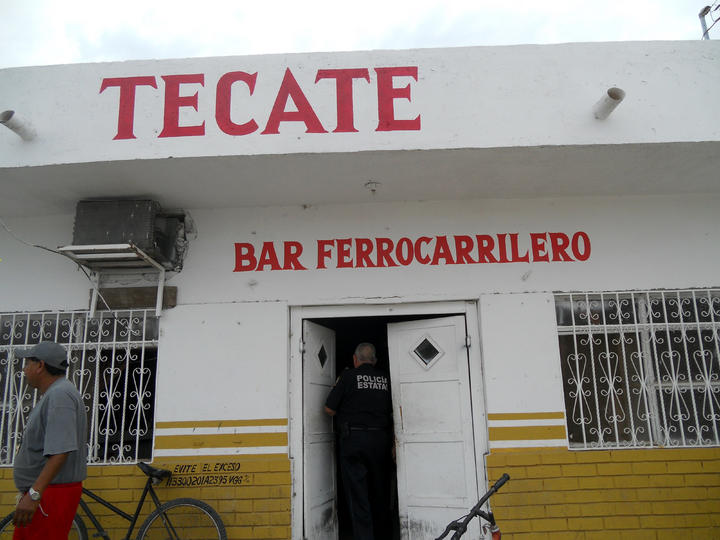 TECATE
BAR FERROCARRILERO
POLICIA
ESTATAL
EVITE EL EXCESO